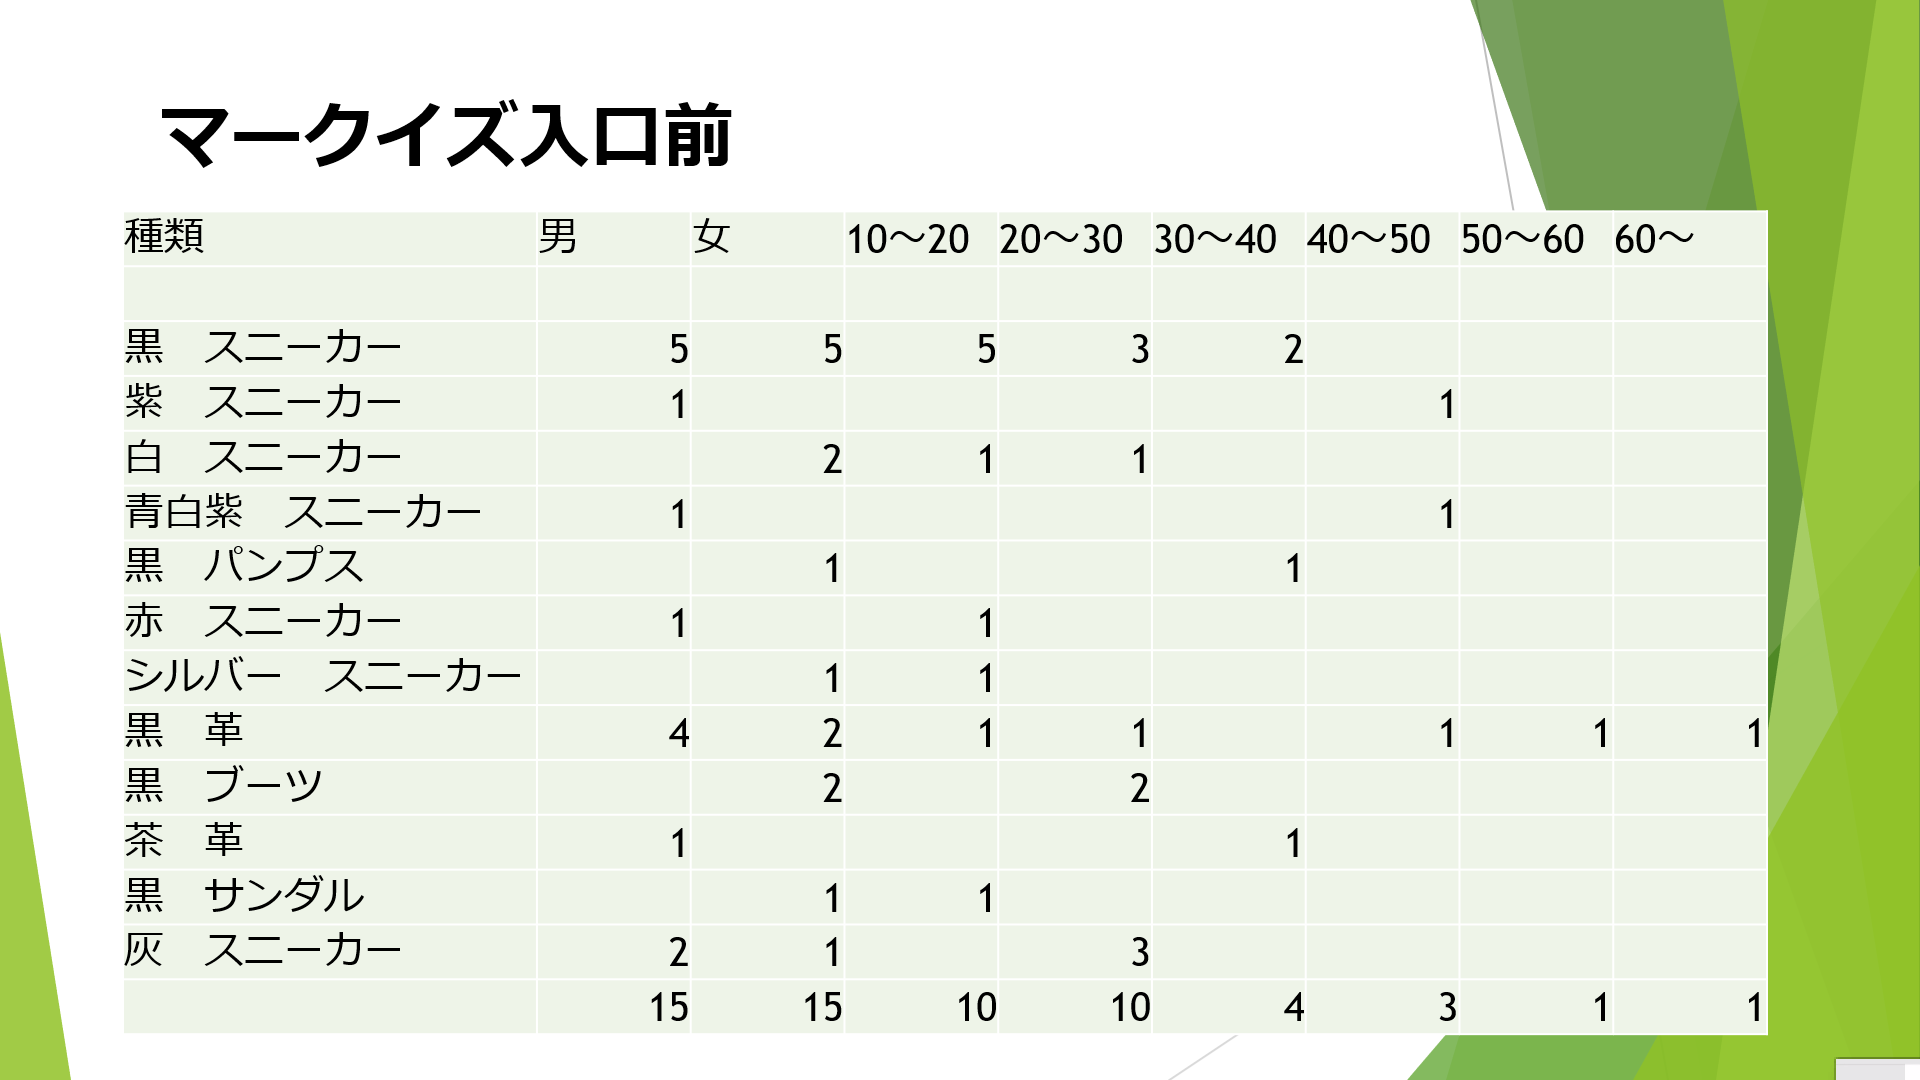 マークイズ入口前
種類 男 女 10～20 20～30 30～40 40～50 50～60 60～
黒　スニーカー 5 5 5 3 2
紫　スニーカー 1 1
白　スニーカー 2 1 1
青白紫　スニーカー 1 1
黒　パンプス 1 1
赤　スニーカー 1 1
シルバー　スニーカー 1 1
黒　革 4 2 1 1 1 1 1
黒　ブーツ 2 2
茶　革 1 1
黒　サンダル 1 1
灰　スニーカー 2 1 3
15 15 10 10 4 3 1 1